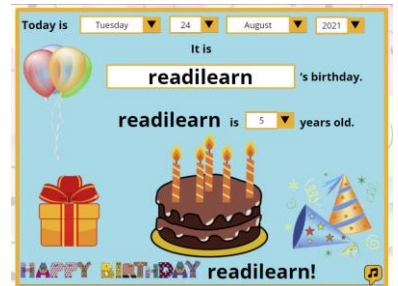 Today is Tuesday 24 August 2021
It is
readilearn 's birthday.
readilearn is 5 years old.
HAPPY BIRTHDAY readilearn!